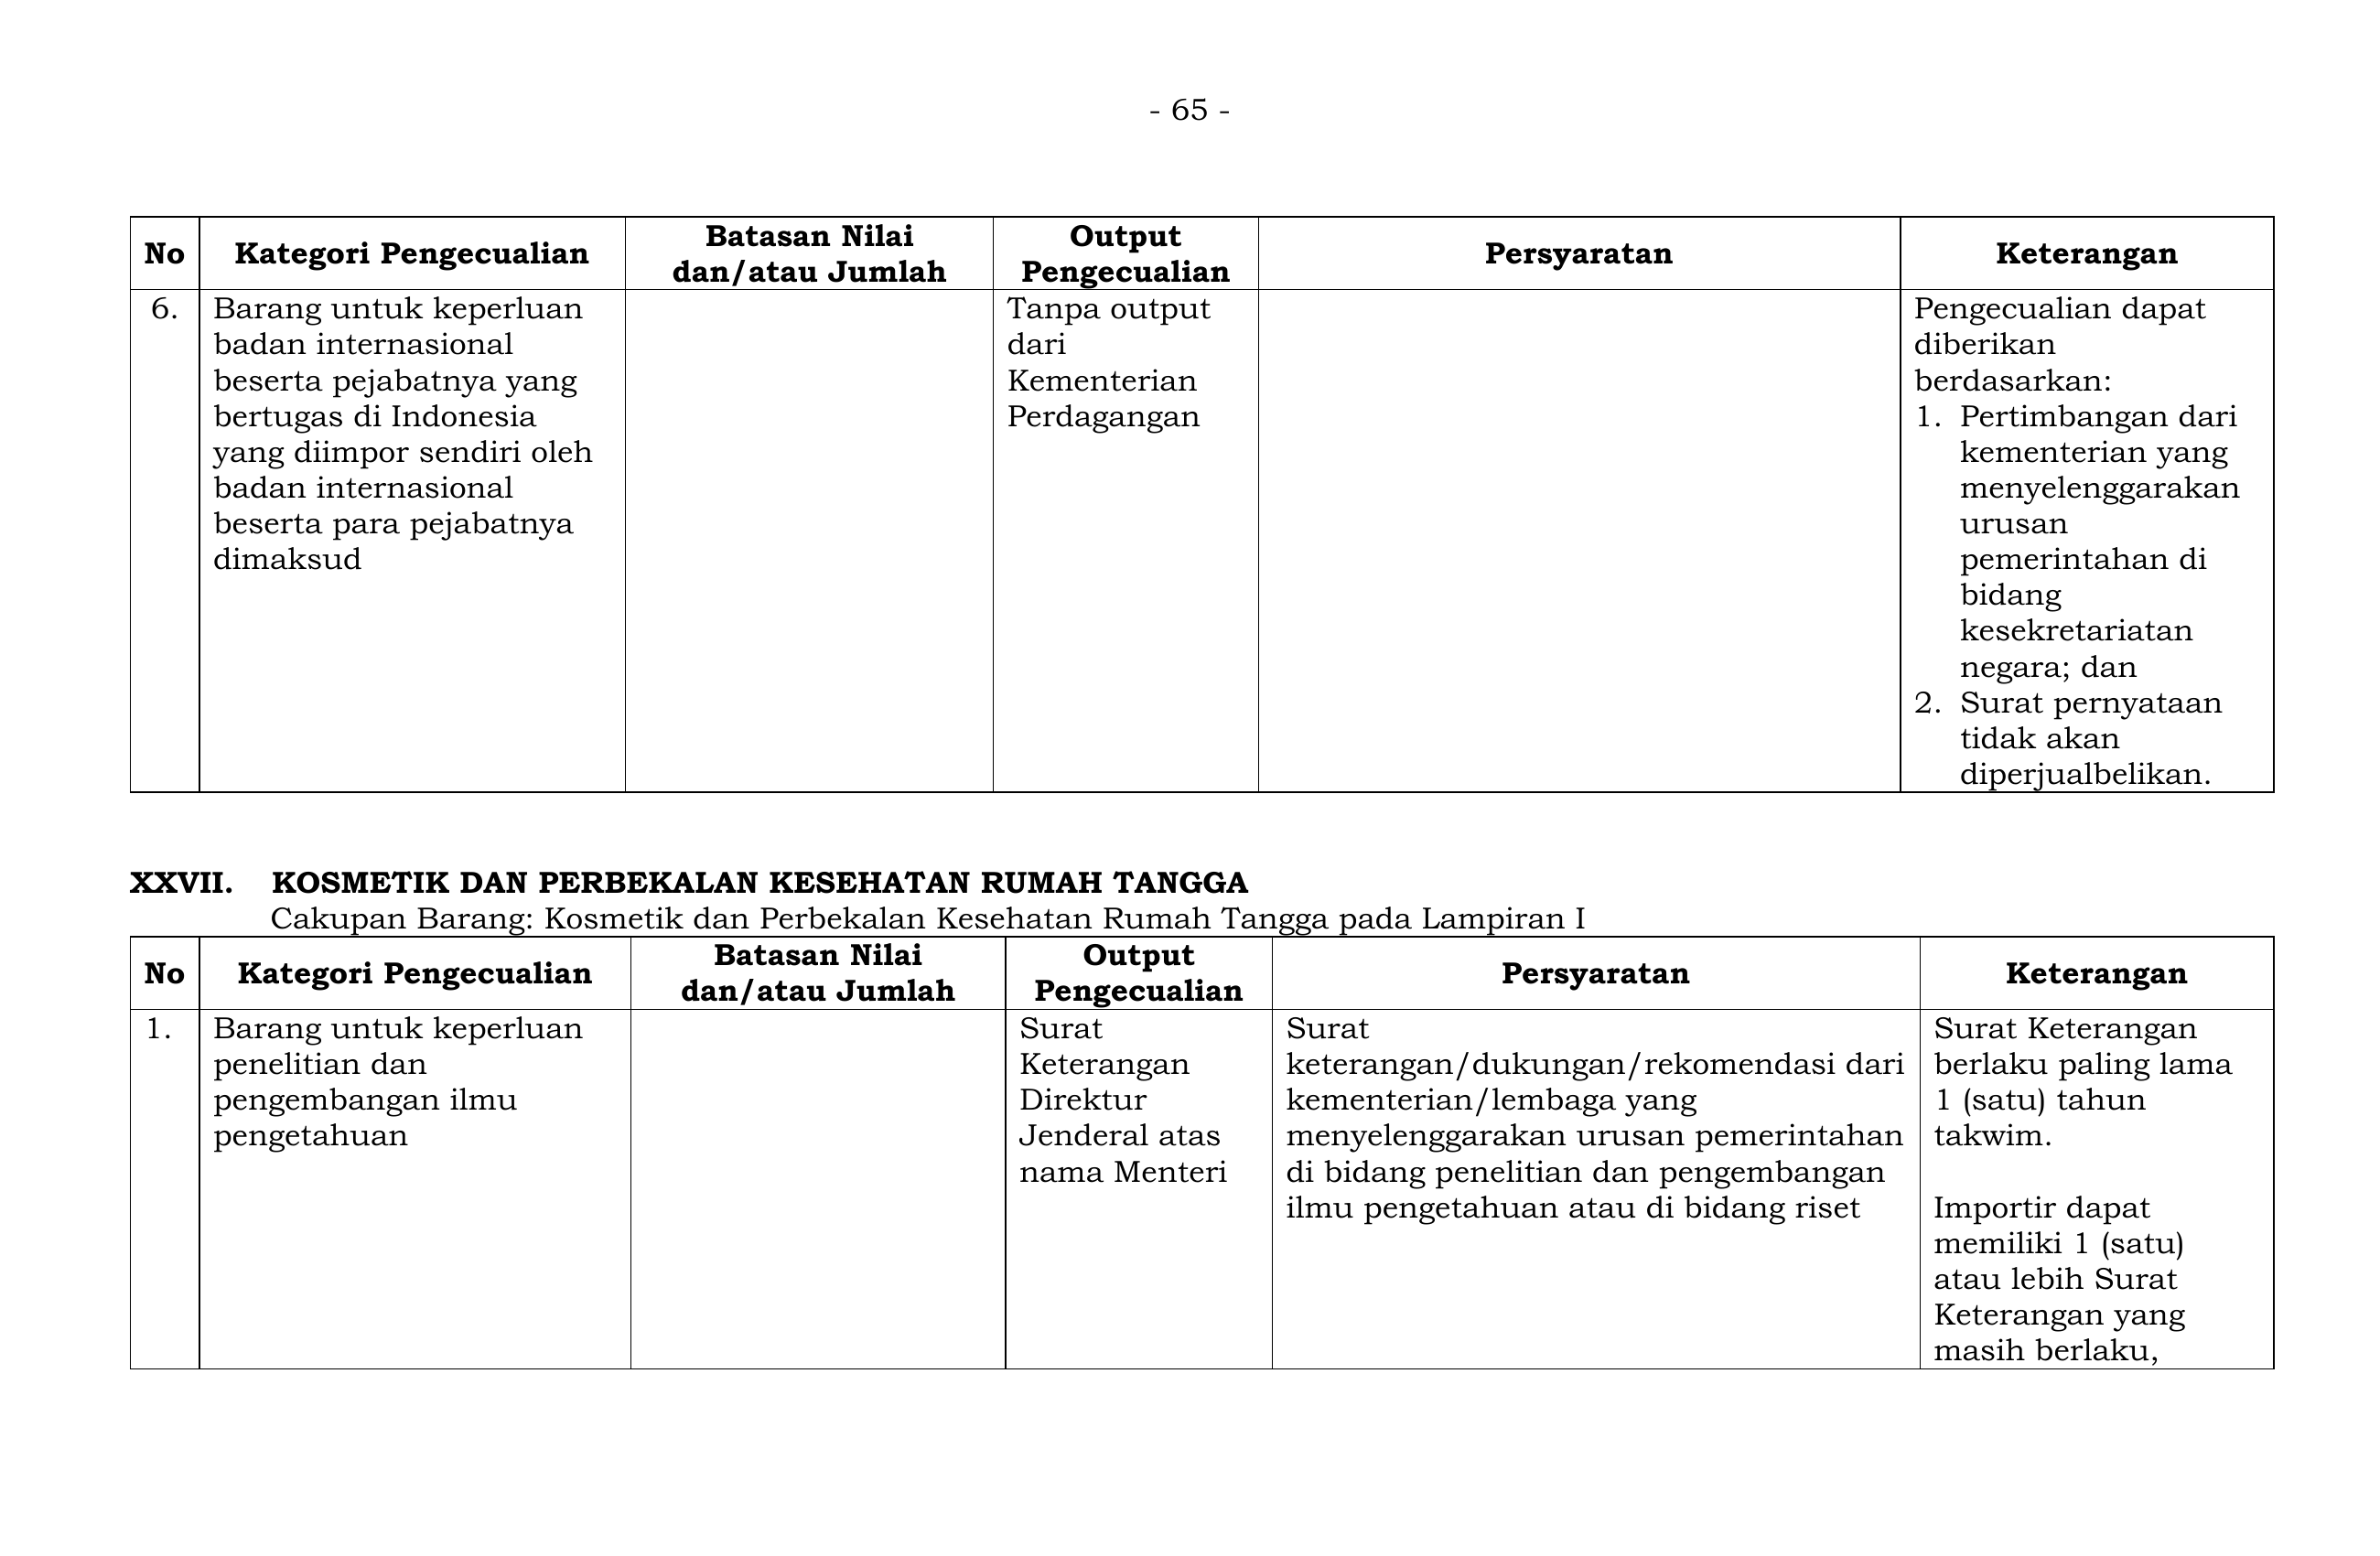 - 65 -
No
Kategori Pengecualian
Batasan Nilai
dan/atau Jumlah
Output
Pengecualian
Persyaratan
Keterangan
6.
Barang untuk keperluan
badan internasional
beserta pejabatnya yang
bertugas di Indonesia
yang diimpor sendiri oleh
badan internasional
beserta para pejabatnya
dimaksud
Tanpa output
dari
Kementerian
Perdagangan
Pengecualian dapat
diberikan
berdasarkan:
1. Pertimbangan dari
kementerian yang
menyelenggarakan
urusan
pemerintahan di
bidang
kesekretariatan
negara; dan
2. Surat pernyataan
tidak akan
diperjualbelikan.
XXVII. KOSMETIK DAN PERBEKALAN KESEHATAN RUMAH TANGGA
Cakupan Barang: Kosmetik dan Perbekalan Kesehatan Rumah Tangga pada Lampiran I
No
Kategori Pengecualian
Batasan Nilai
dan/atau Jumlah
Output
Pengecualian
Persyaratan
Keterangan
1.
Barang untuk keperluan
penelitian dan
pengembangan ilmu
pengetahuan
Surat
Keterangan
Direktur
Jenderal atas
nama Menteri
Surat
keterangan/dukungan/rekomendasi dari
kementerian/lembaga yang
menyelenggarakan urusan pemerintahan
di bidang penelitian dan pengembangan
ilmu pengetahuan atau di bidang riset
Surat Keterangan
berlaku paling lama
1 (satu) tahun
takwim.
Importir dapat
memiliki 1 (satu)
atau lebih Surat
Keterangan yang
masih berlaku,